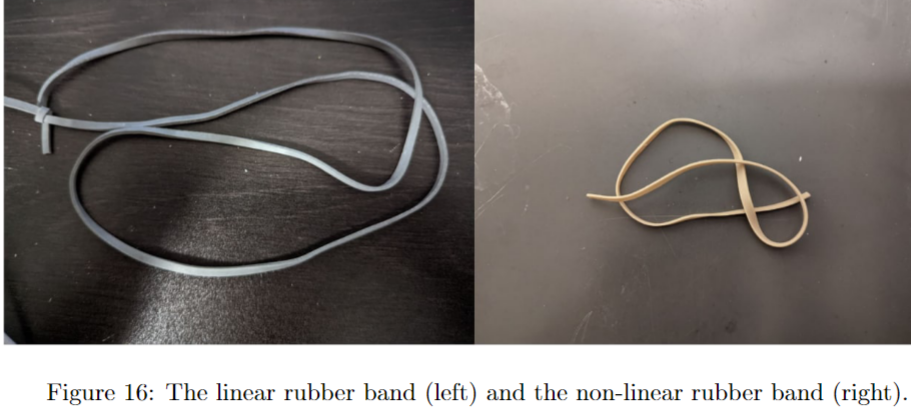 Figure 16: The linear rubber band (left) and the non-linear rubber band (right).